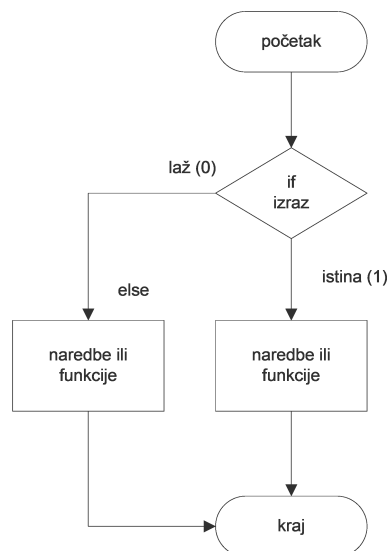 početak
laž (0)
if
izraz
istina (1)
else
naredbe ili
funkcije
naredbe ili
funkcije
kraj